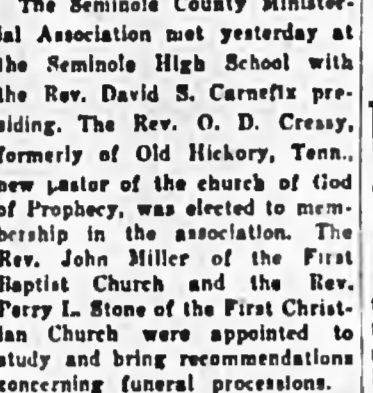 The Seminole County Minister-
ial Association met yesterday at
the Seminole High School with
the Rev. David S. Carnefix pre-
siding. The Rev. O. D. Creasy,
formerly of Old Hickory, Tenn.,
new pastor of the church of God
of Prophecy, was elected to mem-
bership in the association. The
Rev. John Miller of the First
Baptist Church and the Rev.
Perry L. Stone of the First Christ-
ian Church were appointed to
study and bring recommendations
concerning funeral processions.